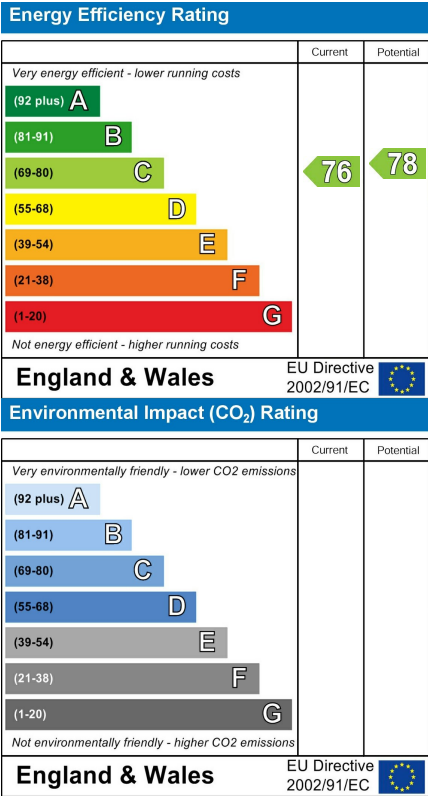 Energy Efficiency Rating
Current Potential
Very energy efficient - lower running costs
(92 plus) A
(81-91) B
(69-80) C
76
78
(55-68) D
(39-54) E
(21-38) F
(1-20) G
Not energy efficient - higher running costs
England & Wales
EU Directive
2002/91/EC
Environmental Impact (CO₂) Rating
Current Potential
Very environmentally friendly - lower CO2 emissions
(92 plus) A
(81-91) B
(69-80) C
(55-68) D
(39-54) E
(21-38) F
(1-20) G
Not environmentally friendly - higher CO2 emissions
England & Wales
EU Directive
2002/91/EC